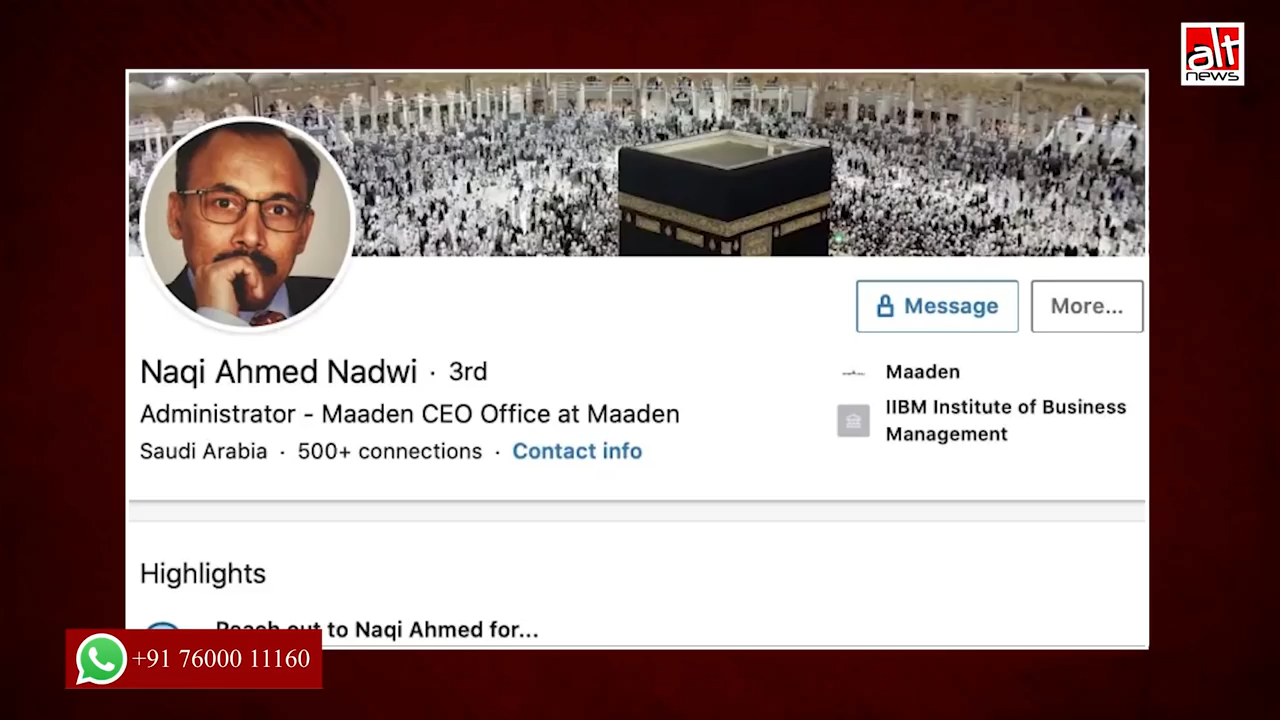 alt
news
Message
More...
Naqi Ahmed Nadwi · 3rd
Maaden
Administrator - Maaden CEO Office at Maaden
IIBM Institute of Business
Management
Saudi Arabia · 500+ connections · Contact info
Highlights
Reach out to Naqi Ahmed for...
+91 76000 11160